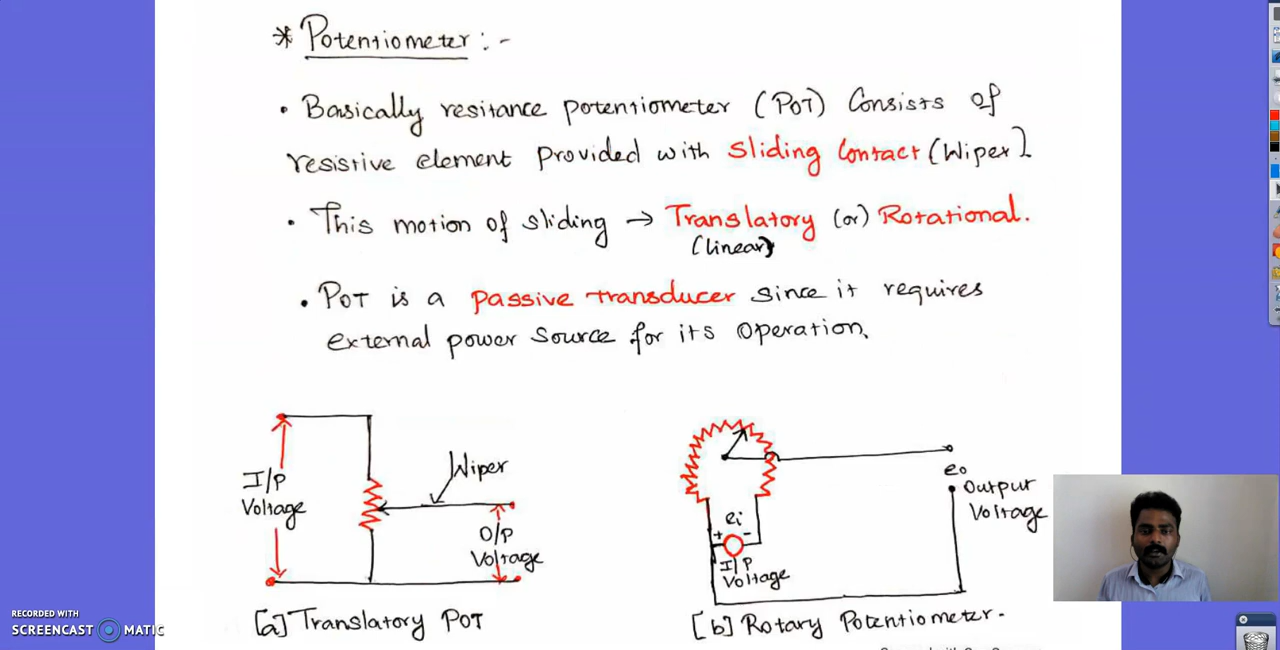 * Potentiometer :-
• Basically resitance potentiometer (POT) Consists of
resistive element provided with sliding Contact (Wiper).
• This motion of sliding → Translatory (or) Rotational.
(linear)
• POT is a passive transducer since it requires
external power source for its operation.
I/P
Voltage
Wiper
O/P
Voltage
[a] Translatory POT
ei
+ -
I/P
Voltage
eo
Output
Voltage
[b] Rotary Potentiometer.
RECORDED WITH
SCREENCAST MATIC